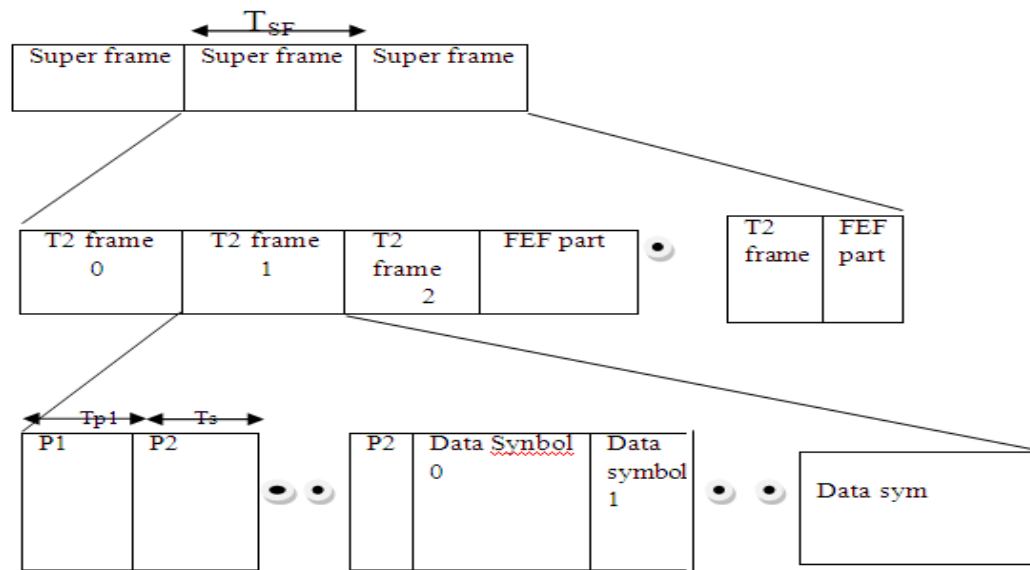 T_SF
Super frame Super frame Super frame
T2 frame 0
T2 frame 1
T2 frame 2
FEF part
T2 frame
FEF part
Tp1 Ts
P1
P2
P2
Data Synbol 0
Data symbol 1
Data sym